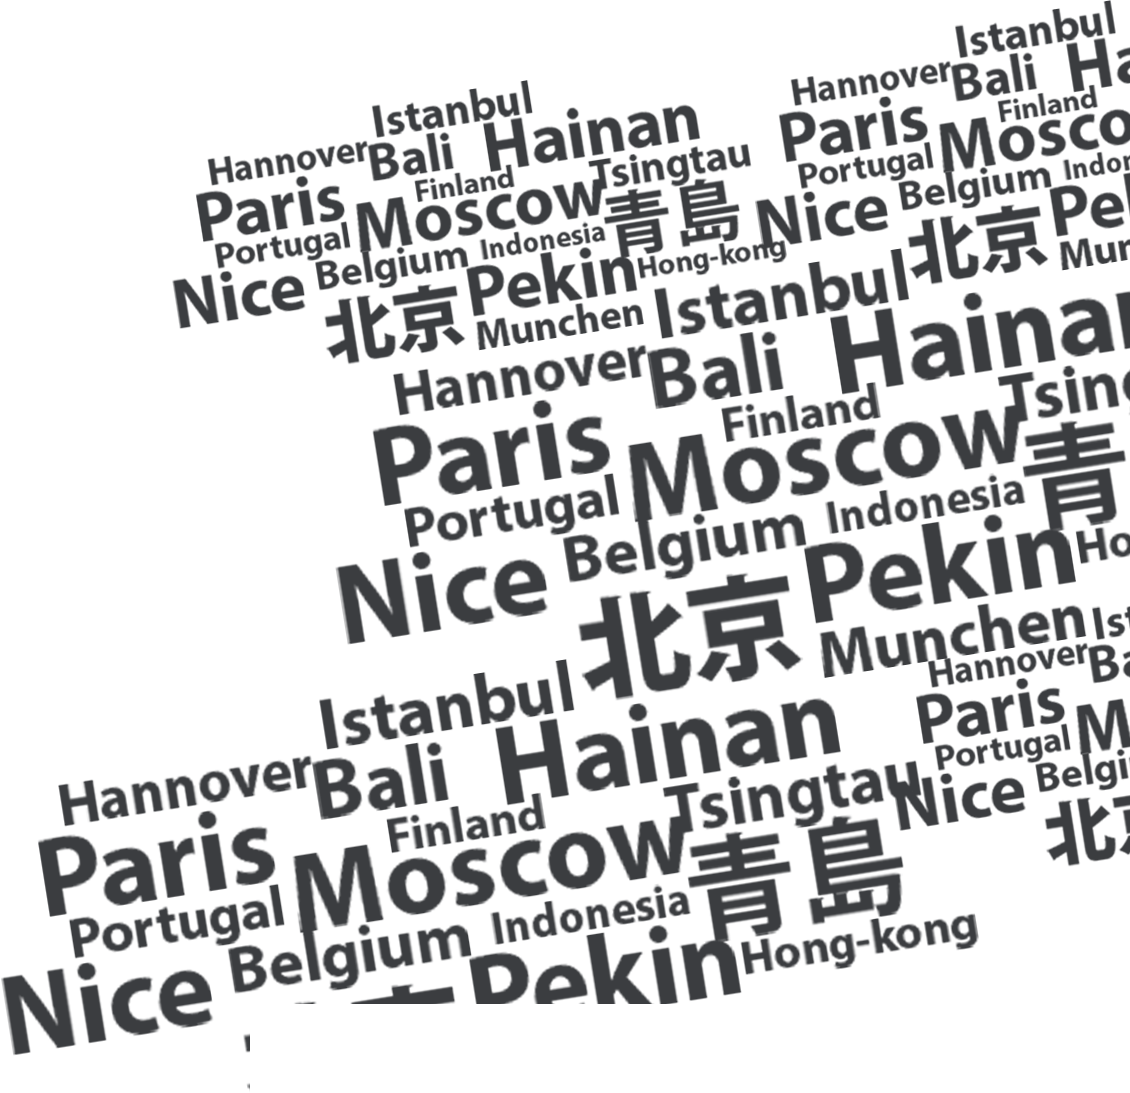 Istanbul
Hannover Bali Ha
Paris Finland
Portugal Mosco
Belgium Indon
Nice 北京 Pe
Mun
Istanbul
Hannover Bali Hainan
Paris Finland Tsingtau
Portugal Moscow 青島
Nice Belgium Indonesia
北京 Pekin Hong-kong
Munchen
Istanbul
Hannover Bali Hainan
Paris Finland Tsing
Portugal Moscow 青
Nice Belgium Indonesia
北京 Pekin Ho
Munchen
Ist
Hannover Ba
Paris M
Portugal
Nice Belgi
北京
Istanbul
Hannover Bali Hainan
Paris Finland Tsingtau
Portugal Moscow 青島
Nice Belgium Indonesia
Pekin Hong-kong